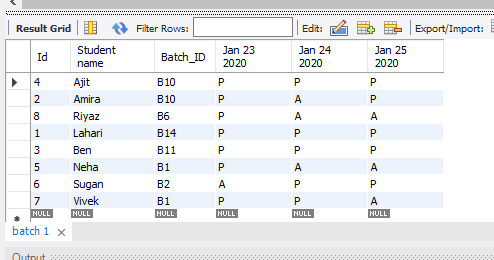 Result Grid Filter Rows: Edit: Export/Import:
Id Student name Batch_ID Jan 23 2020 Jan 24 2020 Jan 25 2020
4 Ajit B10 P P P
2 Amira B10 P A P
8 Riyaz B6 P A A
1 Lahari B14 P P P
3 Ben B11 P P P
5 Neha B1 P A A
6 Sugan B2 A P P
7 Vivek B1 P P A
NULL NULL NULL NULL NULL NULL
batch 1
Output